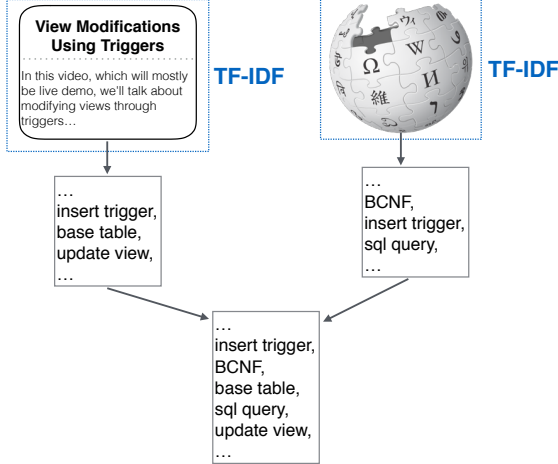 View Modifications
Using Triggers
In this video, which will mostly
be live demo, we'll talk about
modifying views through
triggers…
TF-IDF
Ω
W
И
維
TF-IDF
…
insert trigger,
base table,
update view,
…
…
BCNF,
insert trigger,
sql query,
…
…
insert trigger,
BCNF,
base table,
sql query,
update view,
…